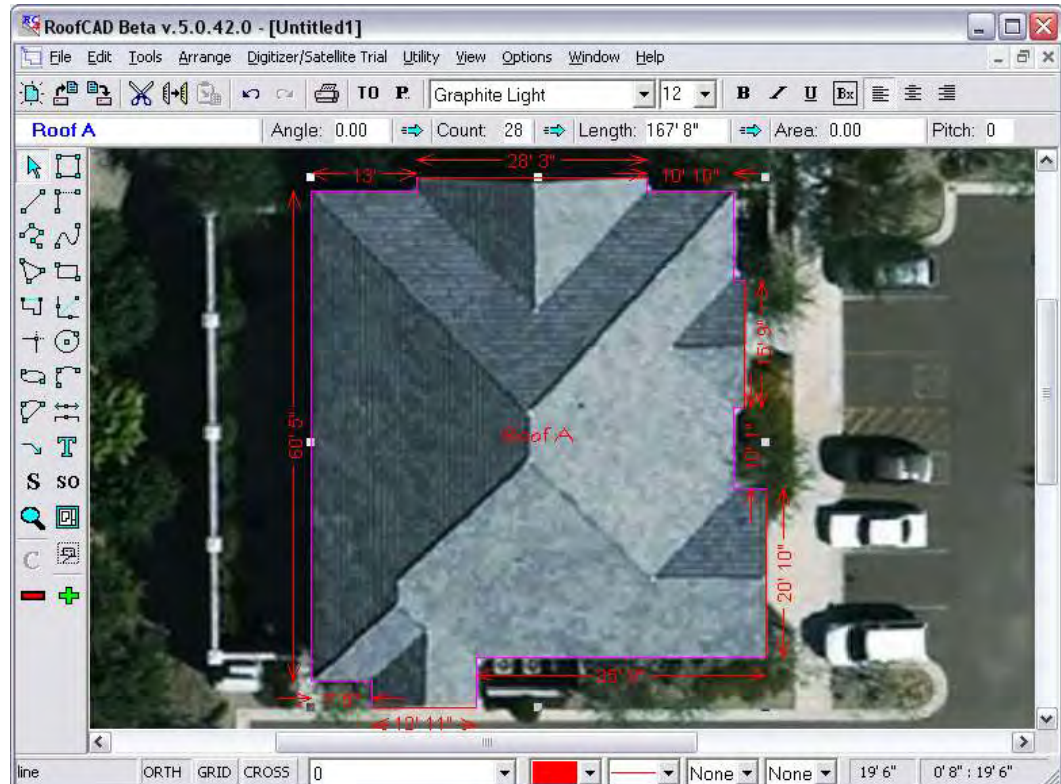 RoofCAD Beta v.5.0.42.0 - [Untitled1]
File Edit Tools Arrange Digitizer/Satellite Trial Utility View Options Window Help
TO P. Graphite Light 12 B I U Bx
Roof A Angle: 0.00 Count: 28 Length: 167' 8" Area: 0.00 Pitch: 0
28' 3"
13' 10' 10"
15' 9"
60' 5"
Roof A
10' 1"
20' 10"
12' 11"
T
S SO
C
line ORTH GRID CROSS 0 None None 19' 6" 0' 8" : 19' 6"